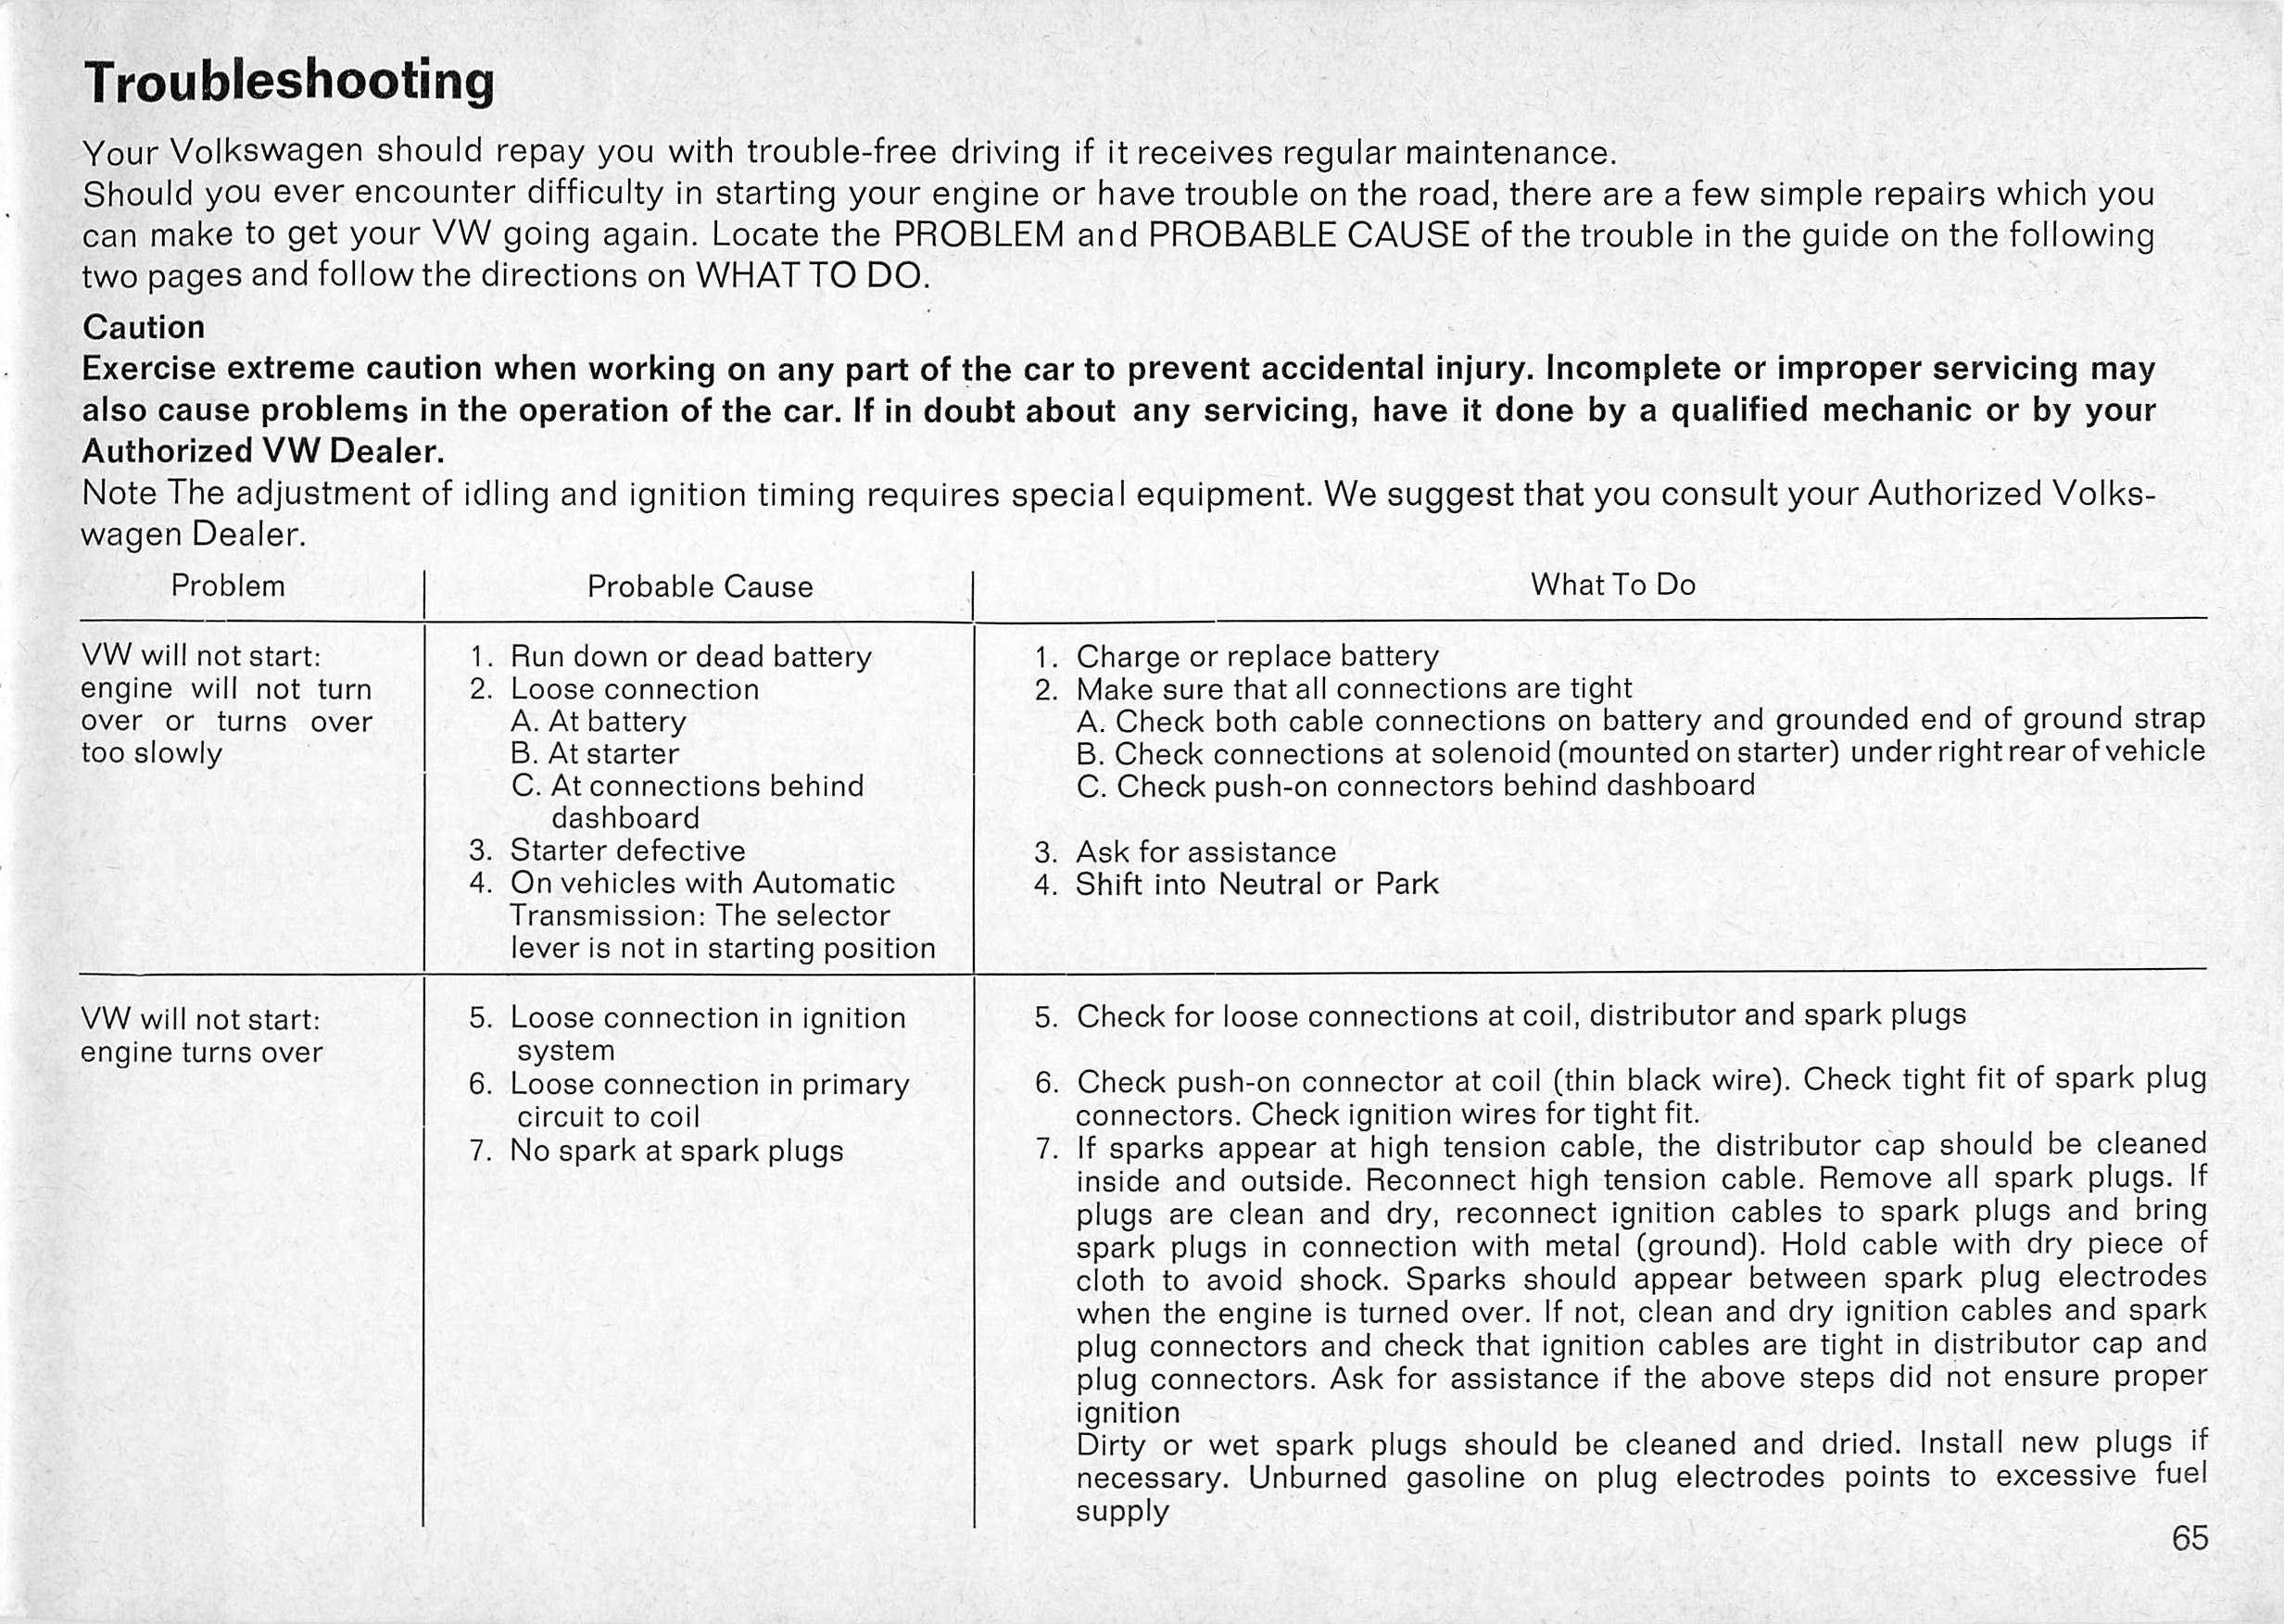 Troubleshooting
Your Volkswagen should repay you with trouble-free driving if it receives regular maintenance.
Should you ever encounter difficulty in starting your engine or have trouble on the road, there are a few simple repairs which you
can make to get your VW going again. Locate the PROBLEM and PROBABLE CAUSE of the trouble in the guide on the following
two pages and follow the directions on WHAT TO DO.
Caution
Exercise extreme caution when working on any part of the car to prevent accidental injury. Incomplete or improper servicing may
also cause problems in the operation of the car. If in doubt about any servicing, have it done by a qualified mechanic or by your
Authorized VW Dealer.
Note The adjustment of idling and ignition timing requires special equipment. We suggest that you consult your Authorized Volks-
wagen Dealer.
Problem
Probable Cause
What To Do
VW will not start:
engine will not turn
over or turns over
too slowly
1. Run down or dead battery
2. Loose connection
A. At battery
B. At starter
C. At connections behind
dashboard
3. Starter defective
4. On vehicles with Automatic
Transmission: The selector
lever is not in starting position
1. Charge or replace battery
2. Make sure that all connections are tight
A. Check both cable connections on battery and grounded end of ground strap
B. Check connections at solenoid (mounted on starter) under right rear of vehicle
C. Check push-on connectors behind dashboard
3. Ask for assistance
4. Shift into Neutral or Park
VW will not start:
engine turns over
5. Loose connection in ignition
system
6. Loose connection in primary
circuit to coil
7. No spark at spark plugs
5. Check for loose connections at coil, distributor and spark plugs
6. Check push-on connector at coil (thin black wire). Check tight fit of spark plug
connectors. Check ignition wires for tight fit.
7. If sparks appear at high tension cable, the distributor cap should be cleaned
inside and outside. Reconnect high tension cable. Remove all spark plugs. If
plugs are clean and dry, reconnect ignition cables to spark plugs and bring
spark plugs in connection with metal (ground). Hold cable with dry piece of
cloth to avoid shock. Sparks should appear between spark plug electrodes
when the engine is turned over. If not, clean and dry ignition cables and spark
plug connectors and check that ignition cables are tight in distributor cap and
plug connectors. Ask for assistance if the above steps did not ensure proper
ignition
Dirty or wet spark plugs should be cleaned and dried. Install new plugs if
necessary. Unburned gasoline on plug electrodes points to excessive fuel
supply
65